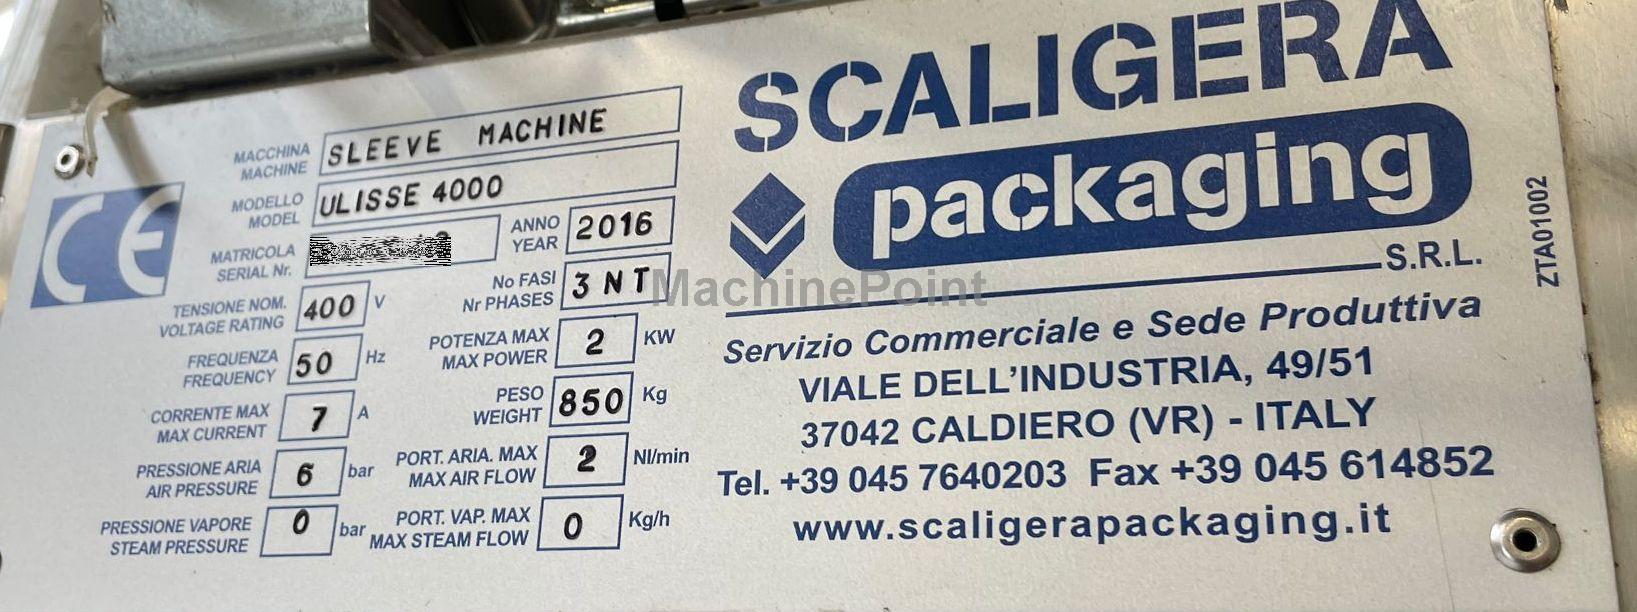 SCALIGERA
packaging
S.R.L.
ZTA01002
CE
MACCHINA
MACHINE
SLEEVE MACHINE
MODELLO
MODEL
ULISSE 4000
MATRICOLA
SERIAL Nr.
ANNO
YEAR
2016
TENSIONE NOM.
VOLTAGE RATING
400 V
No FASI
Nr PHASES
3 N T
FREQUENZA
FREQUENCY
50 Hz
POTENZA MAX
MAX POWER
2 KW
CORRENTE MAX
MAX CURRENT
7 A
PESO
WEIGHT
850 Kg
PRESSIONE ARIA
AIR PRESSURE
6 bar
PORT. ARIA. MAX
MAX AIR FLOW
2 Nl/min
PRESSIONE VAPORE
STEAM PRESSURE
0 bar
PORT. VAP. MAX
MAX STEAM FLOW
0 Kg/h
MachinePoint
Servizio Commerciale e Sede Produttiva
VIALE DELL'INDUSTRIA, 49/51
37042 CALDIERO (VR) - ITALY
Tel. +39 045 7640203 Fax +39 045 614852
www.scaligerapackaging.it